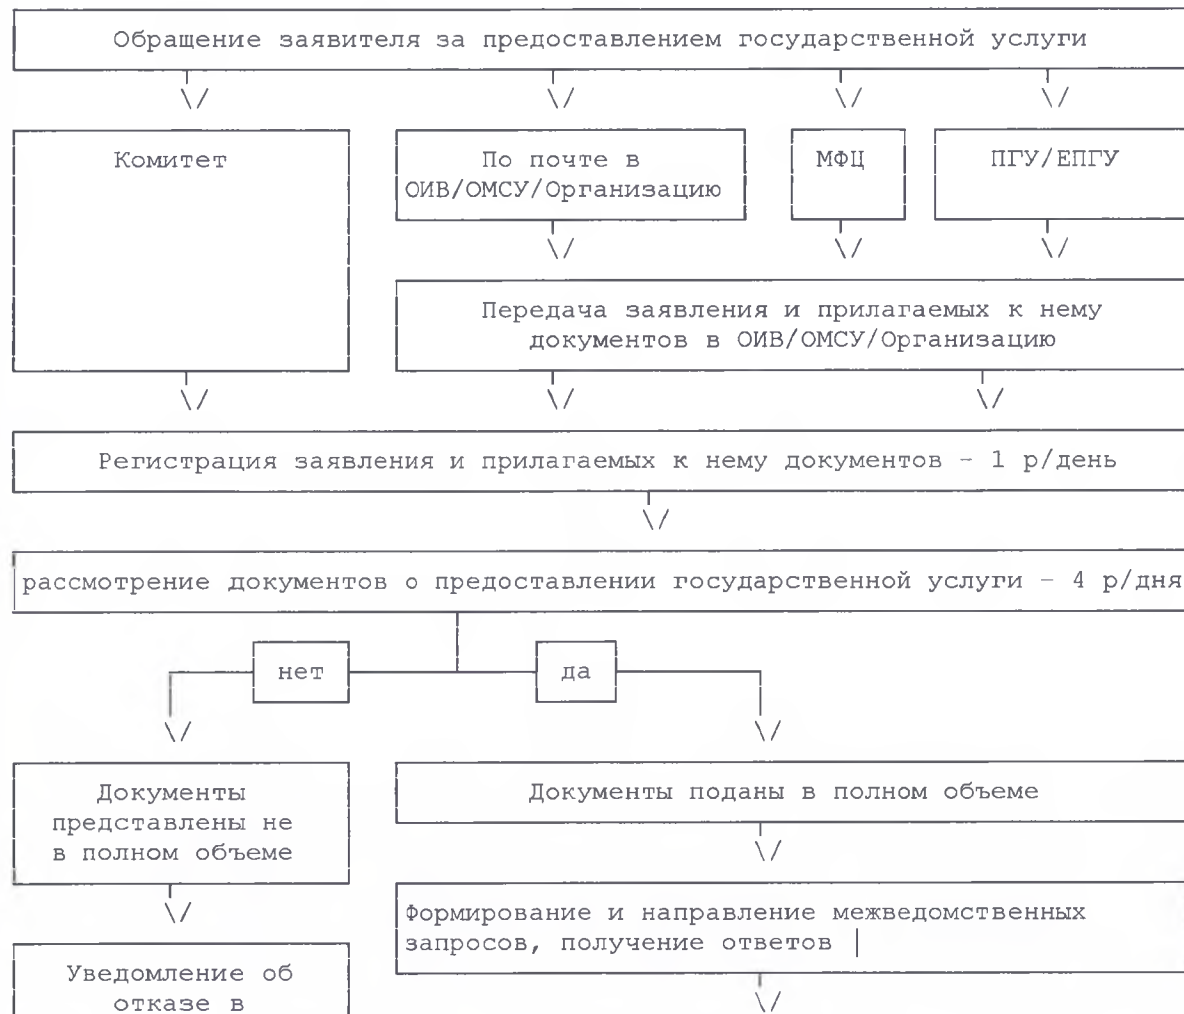 Обращение заявителя за предоставлением государственной услуги
Комитет
По почте в
ОИВ/ОМСУ/Организацию
МФЦ
ПГУ/ЕПГУ
Передача заявления и прилагаемых к нему
документов в ОИВ/ОМСУ/Организацию
Регистрация заявления и прилагаемых к нему документов - 1 р/день
рассмотрение документов о предоставлении государственной услуги - 4 р/дня
нет
да
Документы
представлены не
в полном объеме
Документы поданы в полном объеме
Формирование и направление межведомственных
запросов, получение ответов
Уведомление об
отказе в